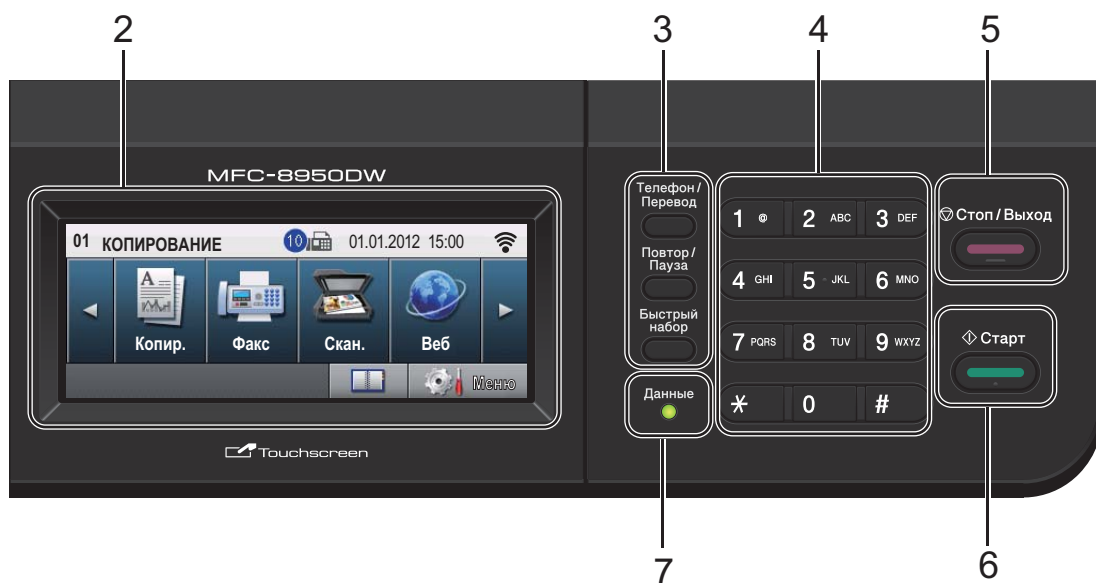 2
3
4
5
MFC-8950DW
01 КОПИРОВАНИЕ 10 01.01.2012 15:00
Копир. Факс Скан. Веб
Меню
Touchscreen
Телефон /
Перевод
Повтор /
Пауза
Быстрый
набор
Данные
1 @ 2 ABC 3 DEF
4 GHI 5 JKL 6 MNO
7 PQRS 8 TUV 9 WXYZ
* 0 #
Стоп / Выход
Старт
7
6